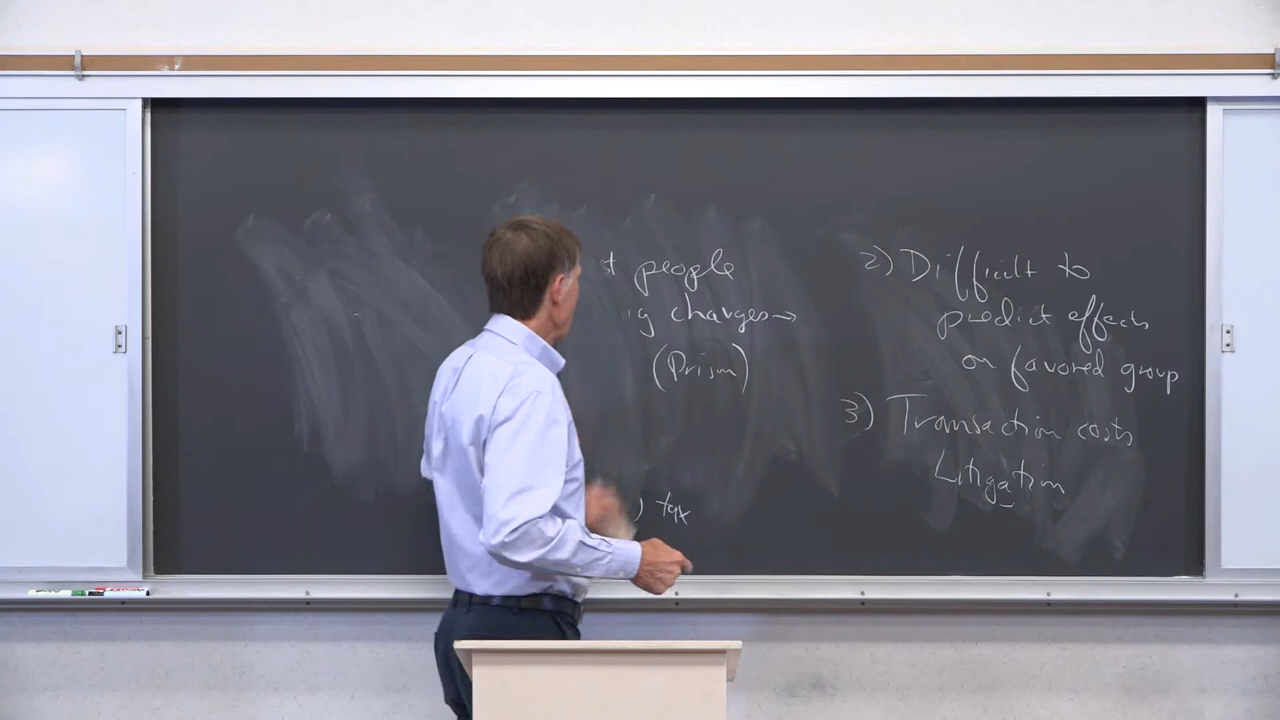 people
charges→
(Prism)
) tax
2) Difficult to
predict effects
on favored group
3) Transaction costs
Litigation